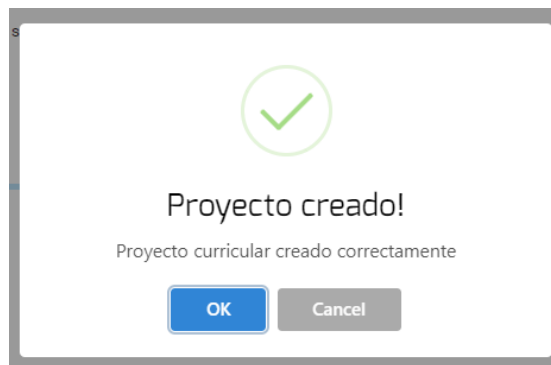 s
Proyecto creado!
Proyecto curricular creado correctamente
OK
Cancel